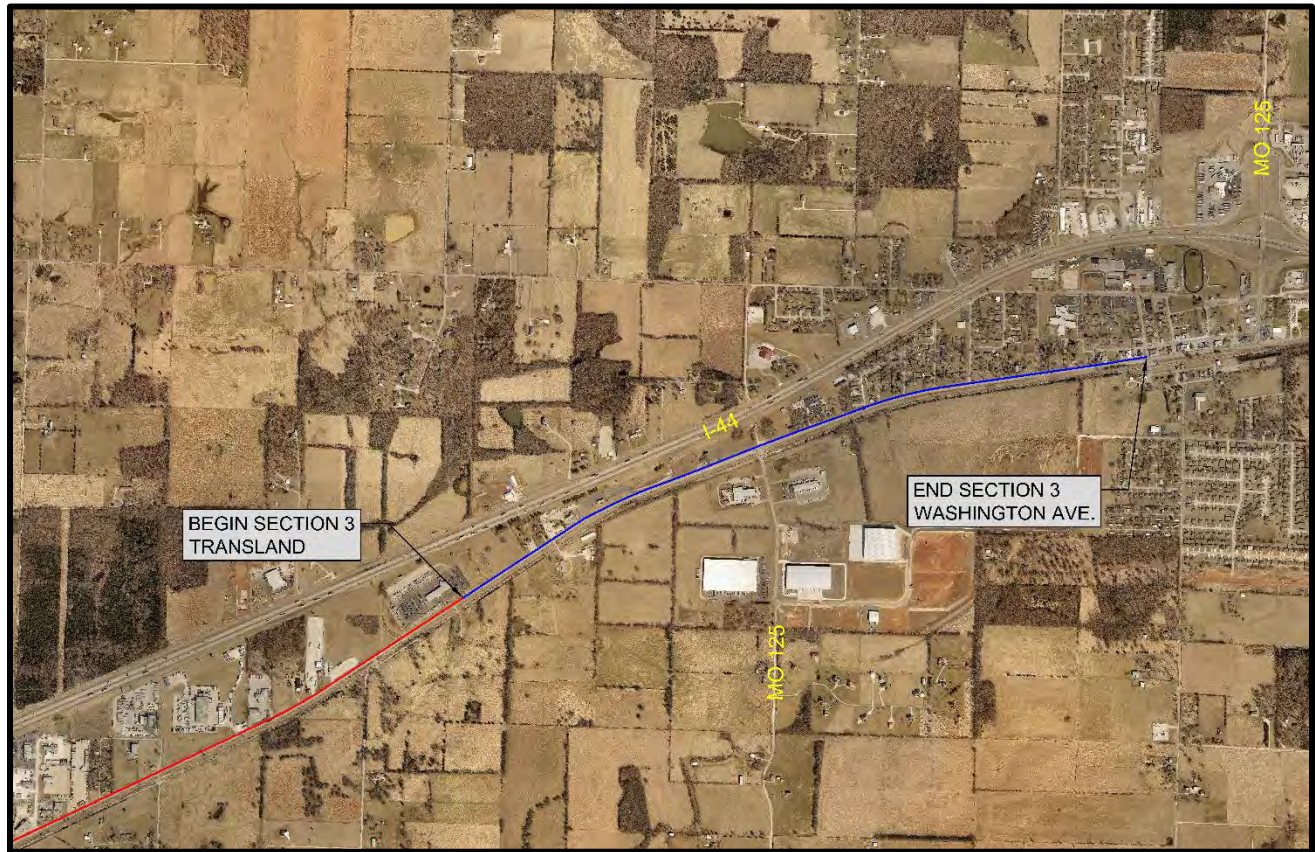 MO 125
I-44
END SECTION 3
WASHINGTON AVE.
BEGIN SECTION 3
TRANSLAND
MO 125